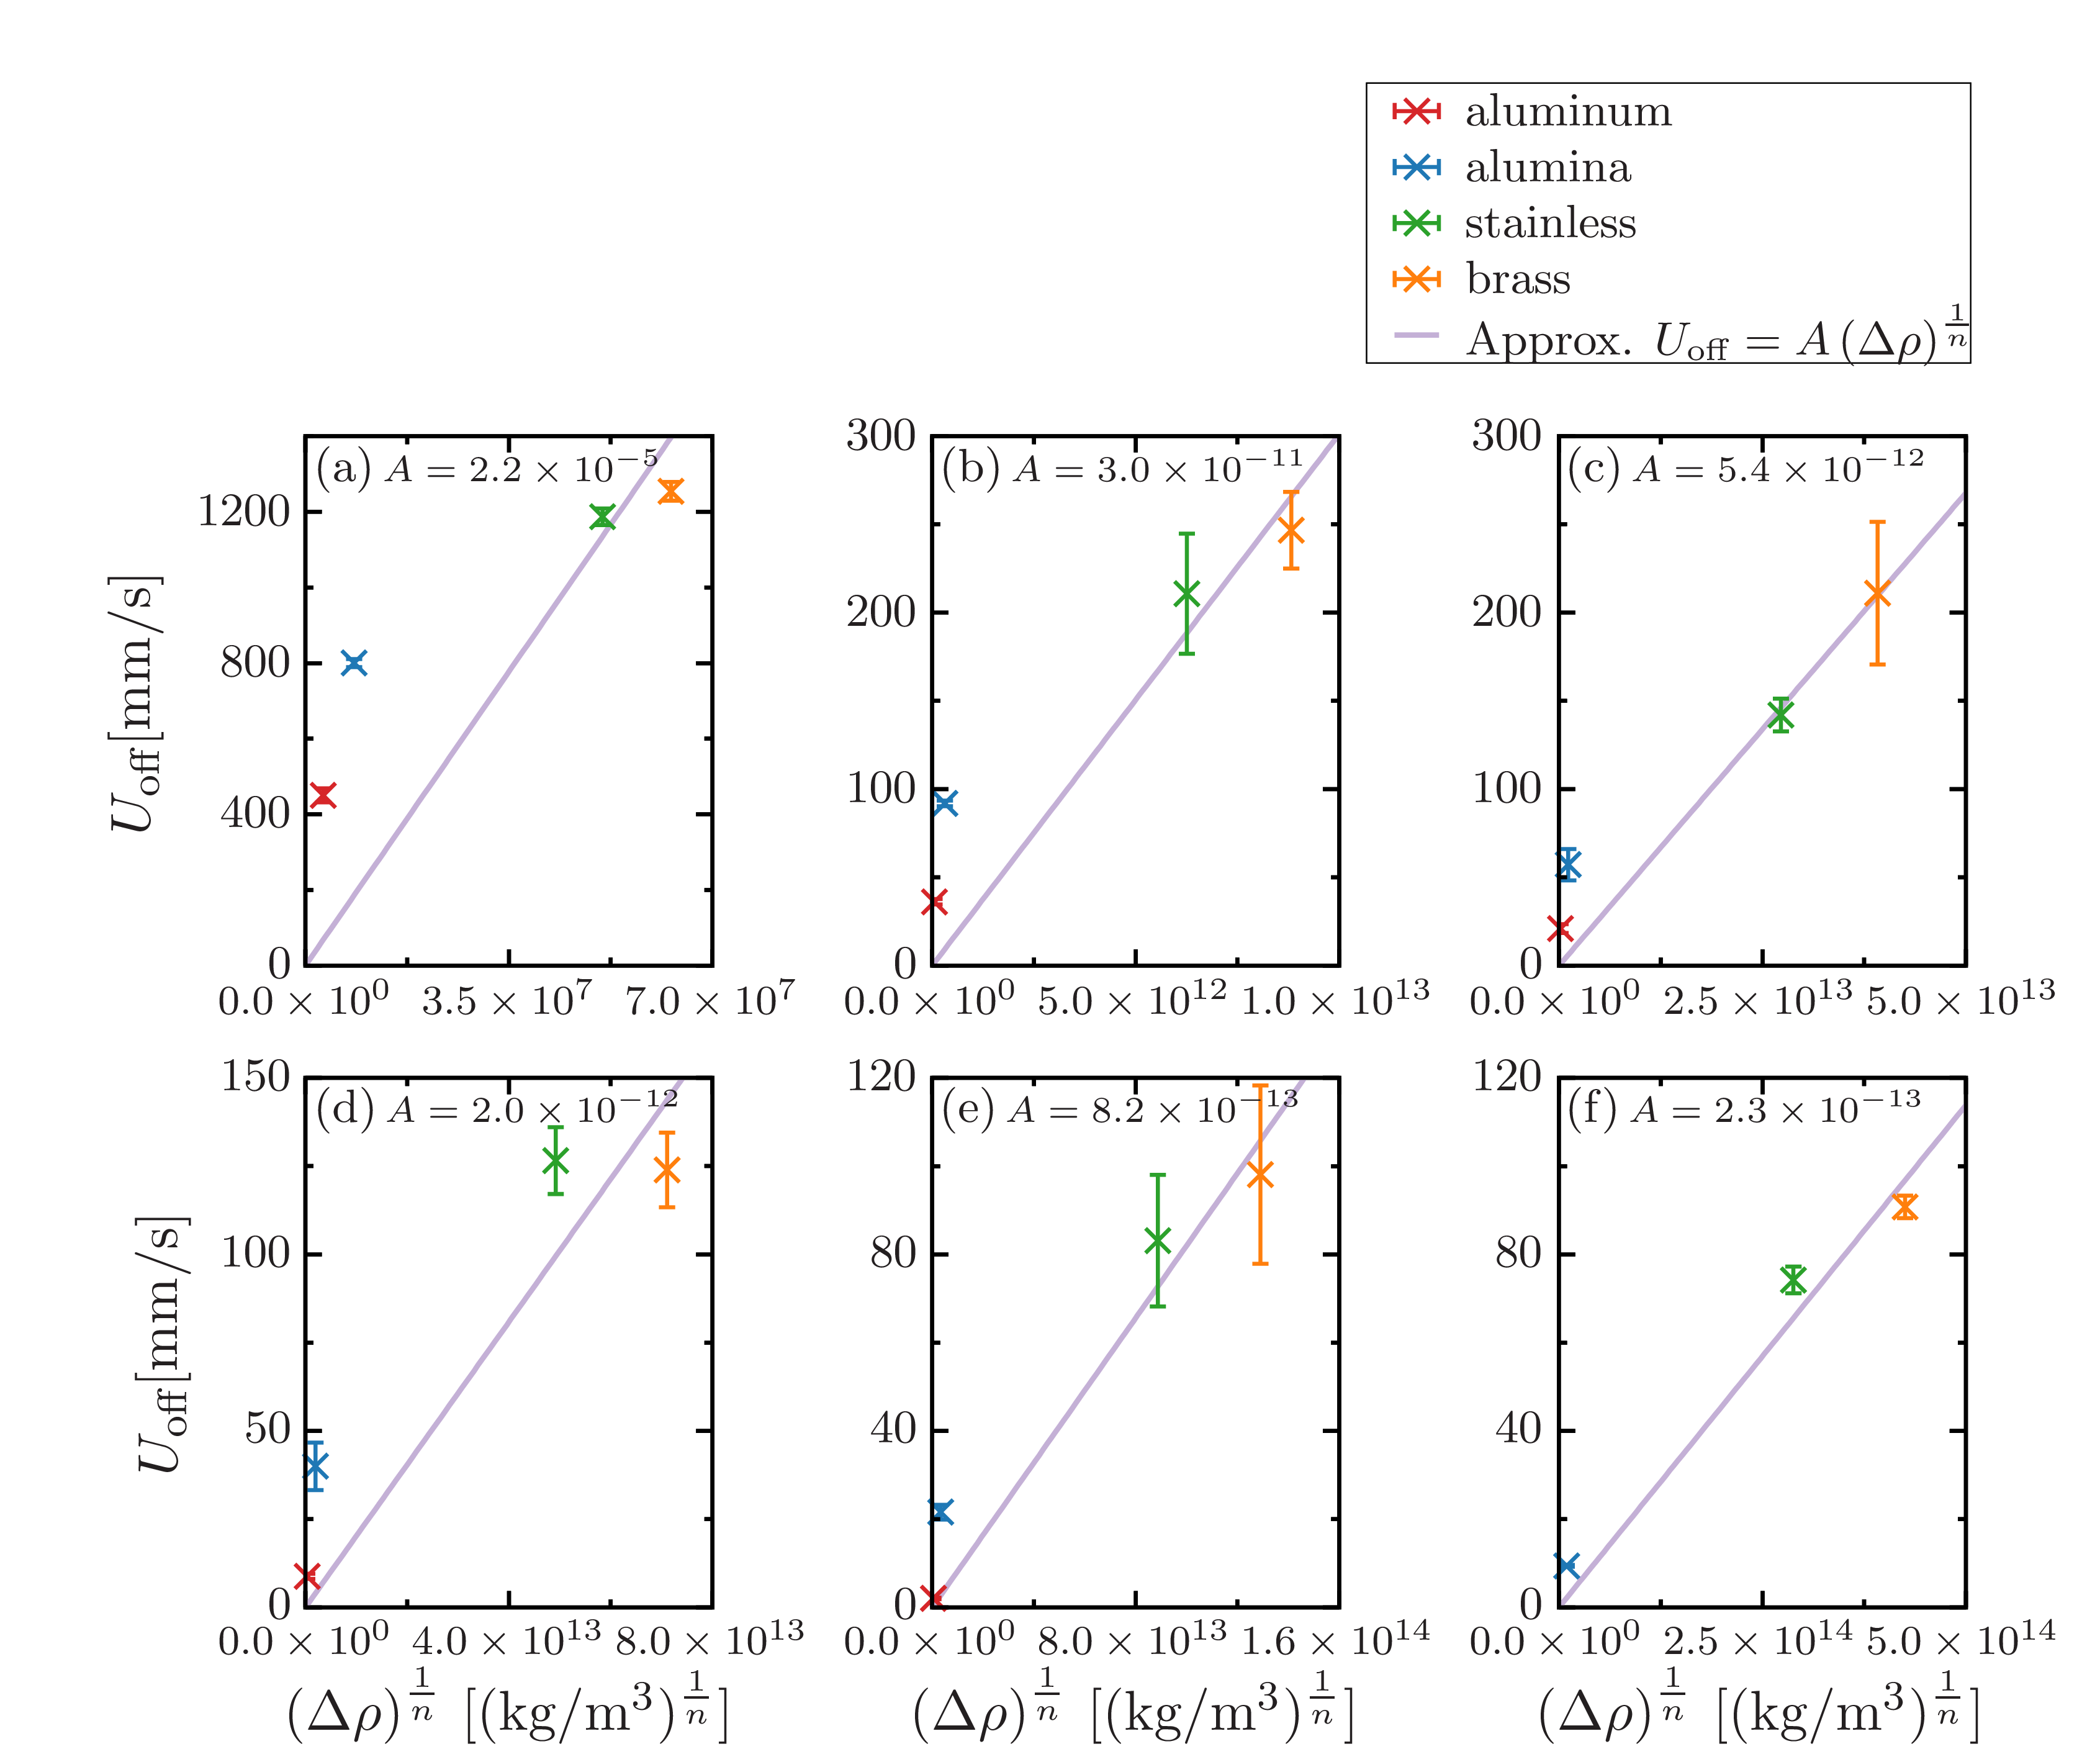 aluminum
alumina
stainless
brass
Approx. U_off = A (Δρ)^{1/n}
(a) A = 2.2 × 10^{−5}
(b) A = 3.0 × 10^{−11}
(c) A = 5.4 × 10^{−12}
U_off[mm/s]
1200
800
400
0
300
200
100
0
300
200
100
0
0.0 × 10^0 3.5 × 10^7 7.0 × 10^7
0.0 × 10^0 5.0 × 10^{12} 1.0 × 10^{13}
0.0 × 10^0 2.5 × 10^{13} 5.0 × 10^{13}
(d) A = 2.0 × 10^{−12}
(e) A = 8.2 × 10^{−13}
(f) A = 2.3 × 10^{−13}
U_off[mm/s]
150
100
50
0
120
80
40
0
120
80
40
0
0.0 × 10^0 4.0 × 10^{13} 8.0 × 10^{13}
0.0 × 10^0 8.0 × 10^{13} 1.6 × 10^{14}
0.0 × 10^0 2.5 × 10^{14} 5.0 × 10^{14}
(Δρ)^{1/n} [(kg/m^3)^{1/n}]
(Δρ)^{1/n} [(kg/m^3)^{1/n}]
(Δρ)^{1/n} [(kg/m^3)^{1/n}]